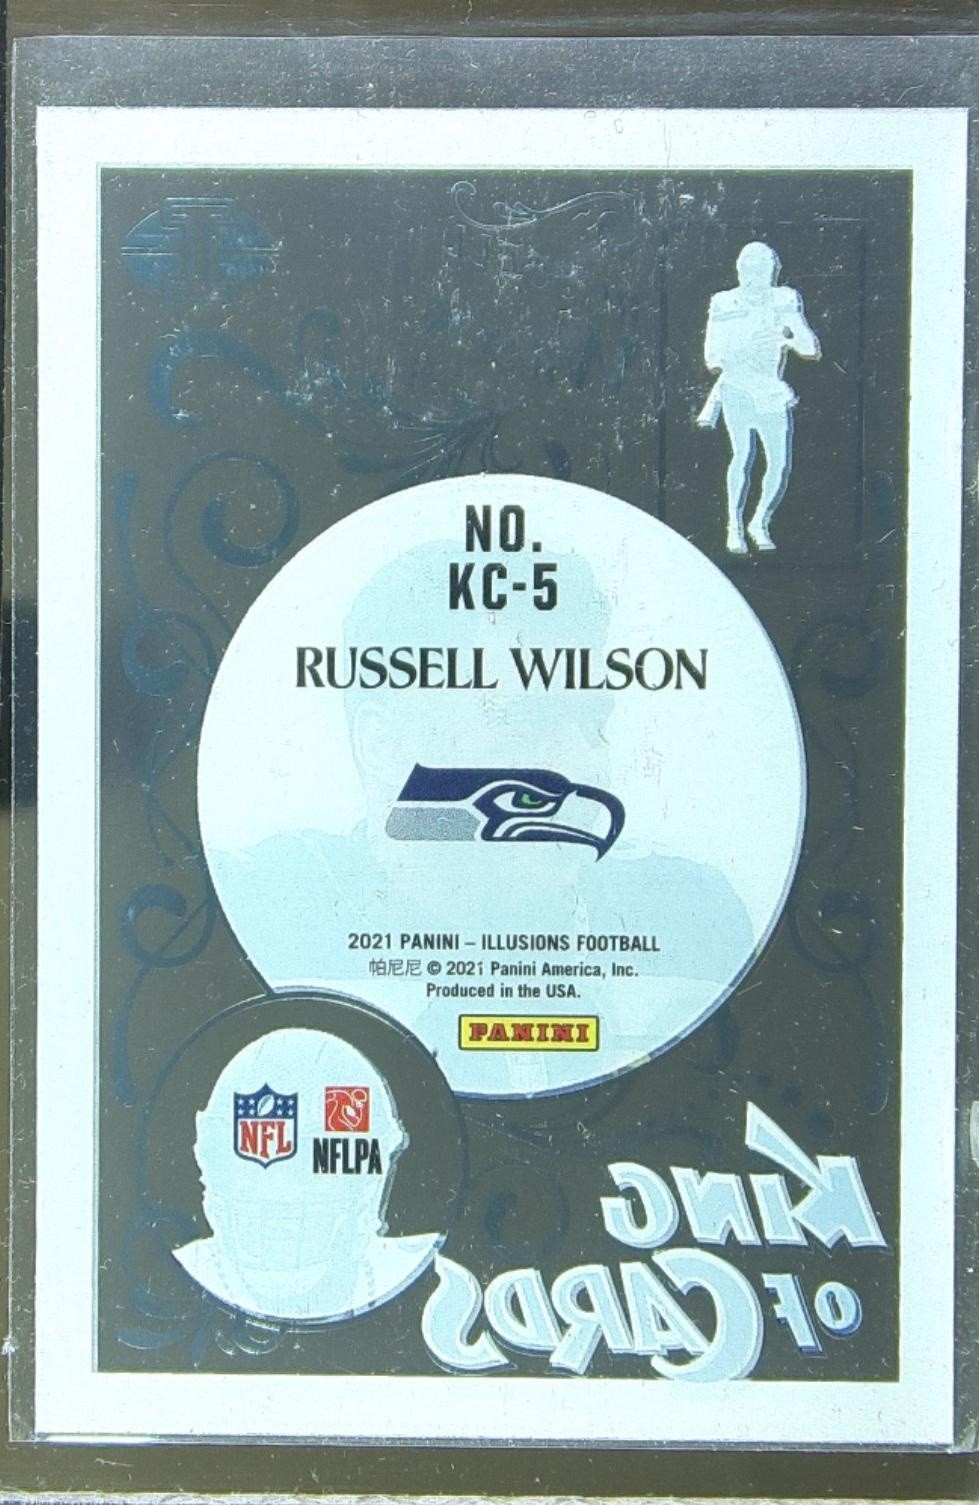 NO.
KC-5
RUSSELL WILSON
2021 PANINI – ILLUSIONS FOOTBALL
帕尼尼 © 2021 Panini America, Inc.
Produced in the USA.
PANINI
NFL
NFLPA
KING
OF CARDS